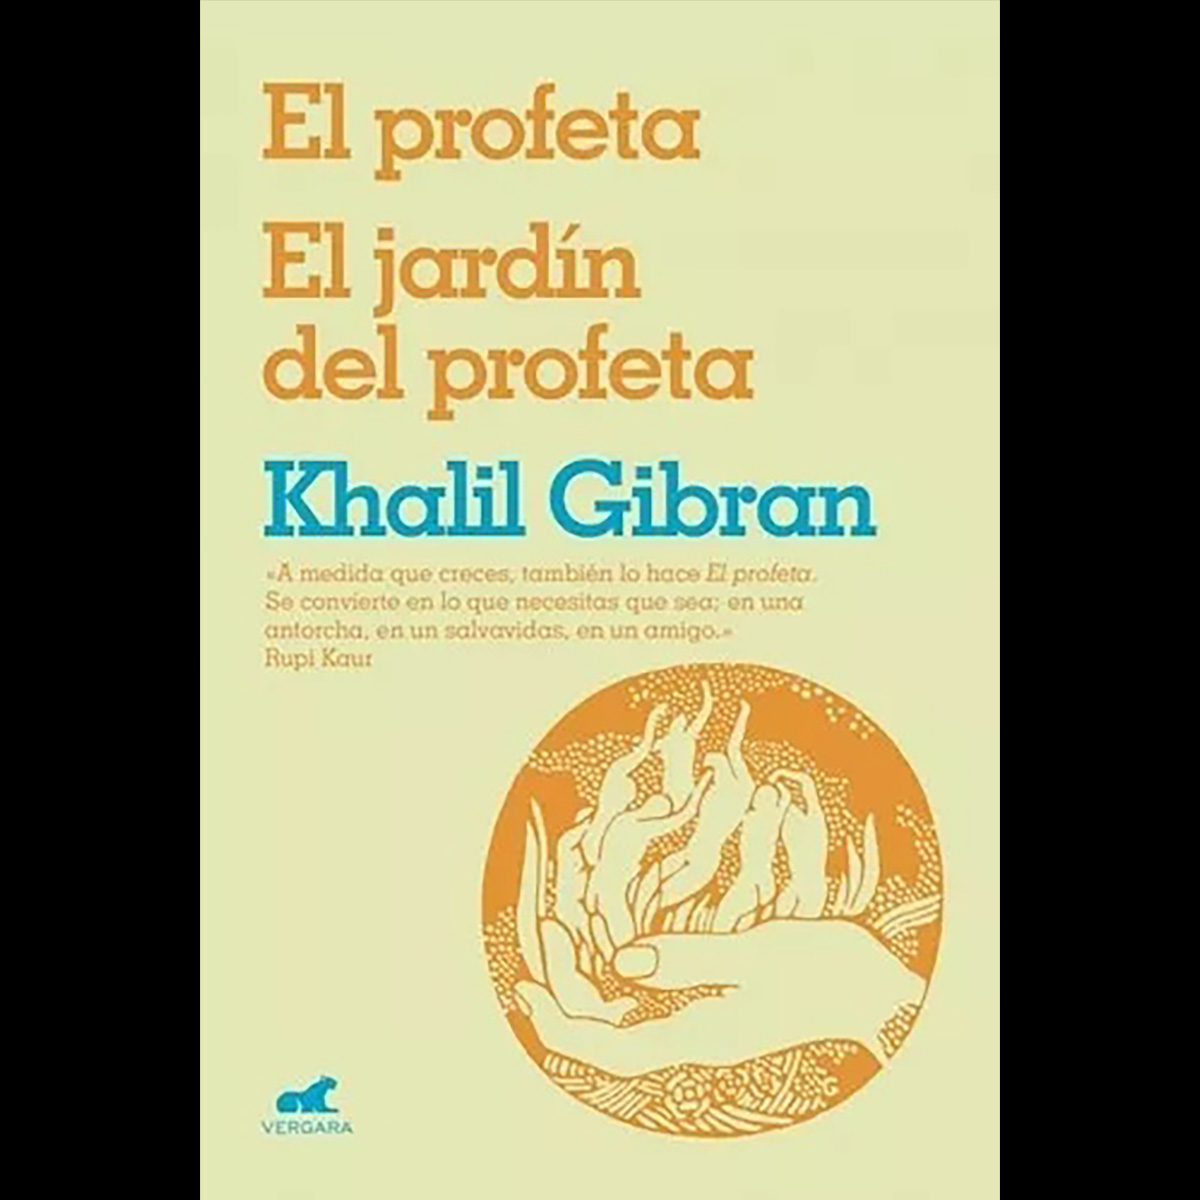 El profeta
El jardín
del profeta
Khalil Gibran
«A medida que creces, también lo hace El profeta.
Se convierte en lo que necesitas que sea; en una
antorcha, en un salvavidas, en un amigo.»
Rupi Kaur
VERGARA